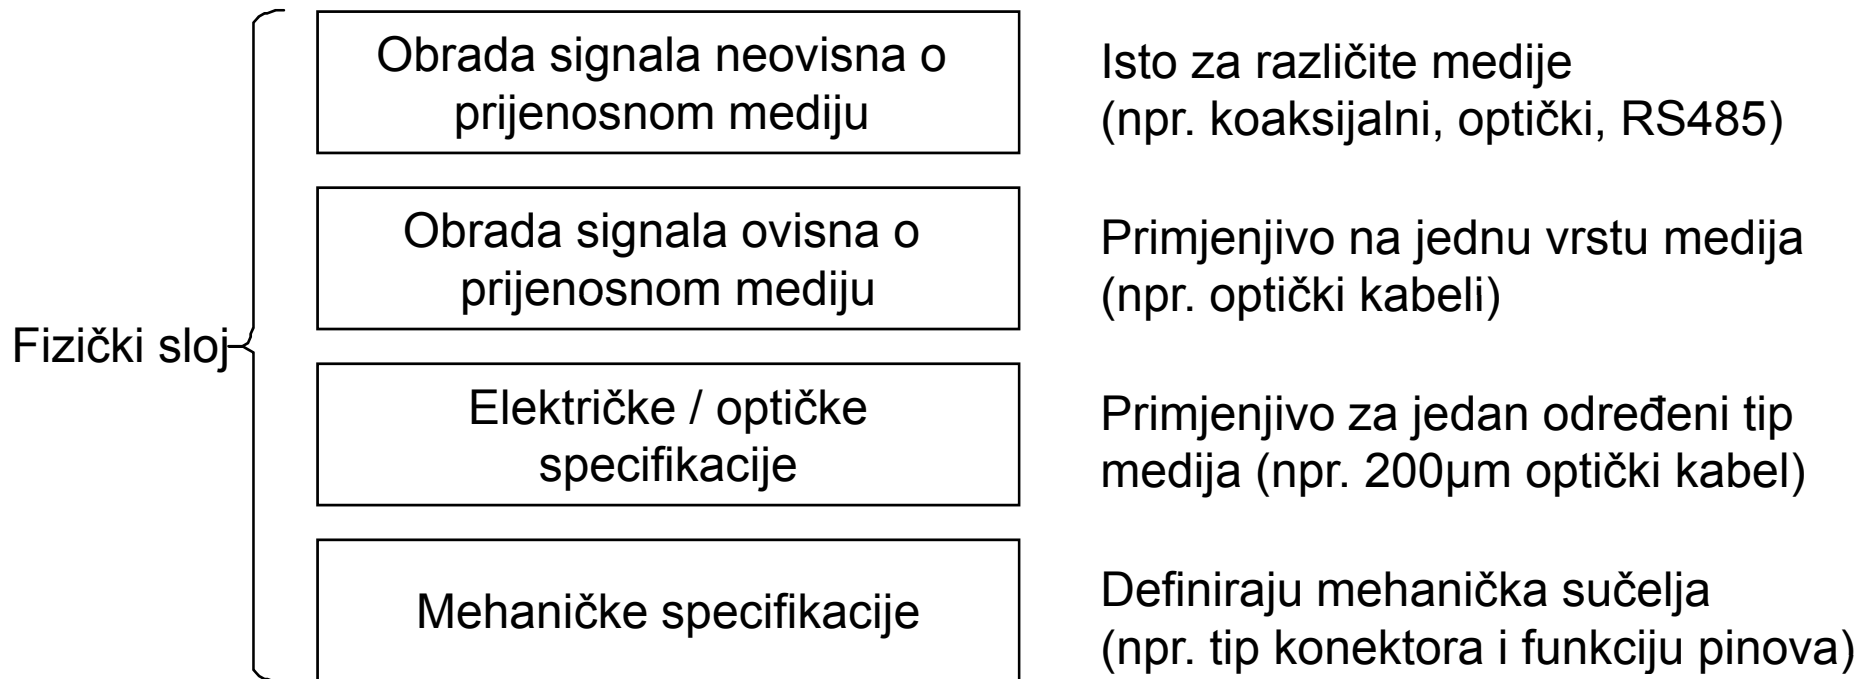 Obrada signala neovisna o
prijenosnom mediju
Isto za različite medije
(npr. koaksijalni, optički, RS485)
Obrada signala ovisna o
prijenosnom mediju
Primjenjivo na jednu vrstu medija
(npr. optički kabeli)
Fizički sloj
Električke / optičke
specifikacije
Primjenjivo za jedan određeni tip
medija (npr. 200μm optički kabel)
Mehaničke specifikacije
Definiraju mehanička sučelja
(npr. tip konektora i funkciju pinova)